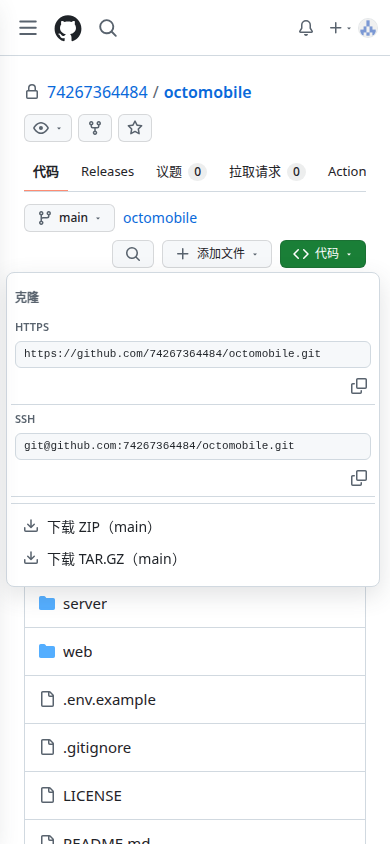 74267364484 / octomobile
代码 Releases 议题 0 拉取请求 0 Action
main octomobile
添加文件 代码
克隆
HTTPS
https://github.com/74267364484/octomobile.git
SSH
git@github.com:74267364484/octomobile.git
下载 ZIP（main）
下载 TAR.GZ（main）
server
web
.env.example
.gitignore
LICENSE
README.md